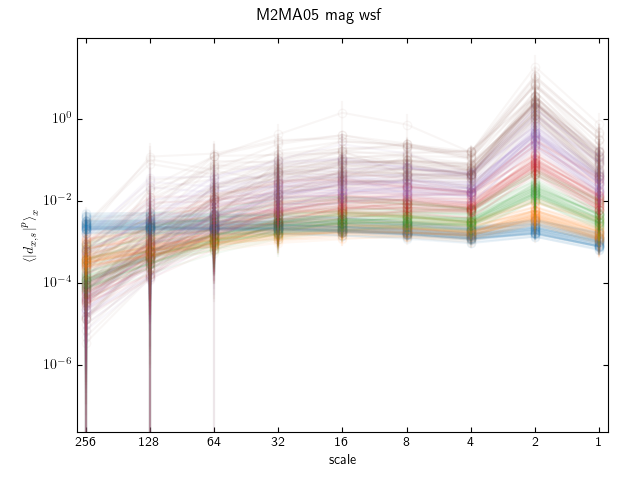 M2MA05 mag wsf
⟨|d_{x,s}|^p⟩_x
10^0
10^{-2}
10^{-4}
10^{-6}
256 128 64 32 16 8 4 2 1
scale